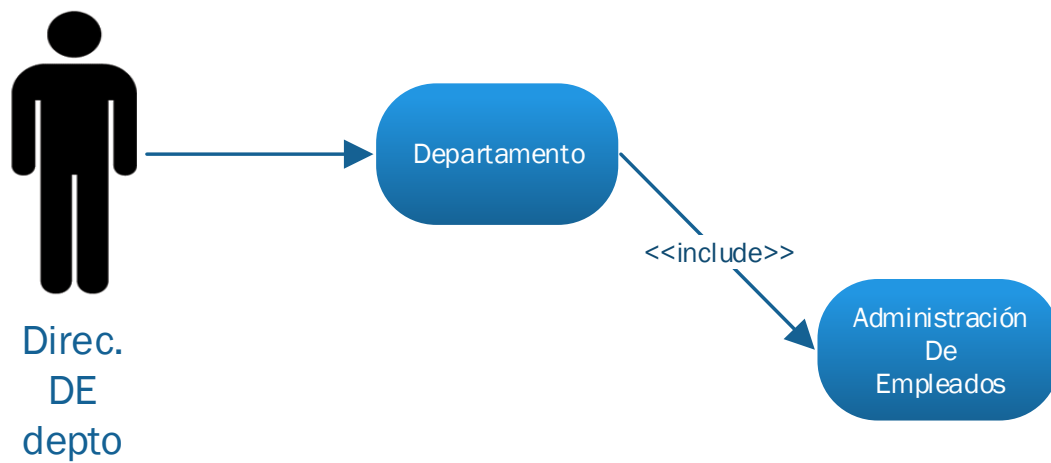 Departamento
<<include>>
Administración
De
Empleados
Direc.
DE
depto